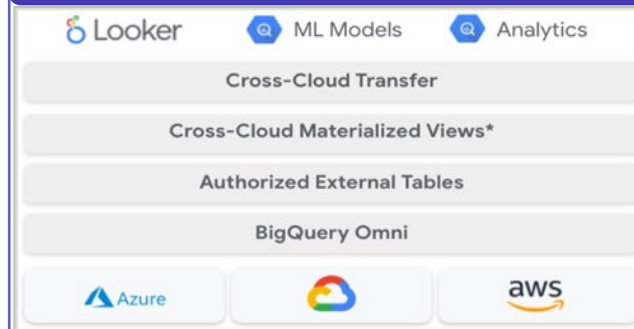 Looker ML Models Analytics
Cross-Cloud Transfer
Cross-Cloud Materialized Views*
Authorized External Tables
BigQuery Omni
Azure aws